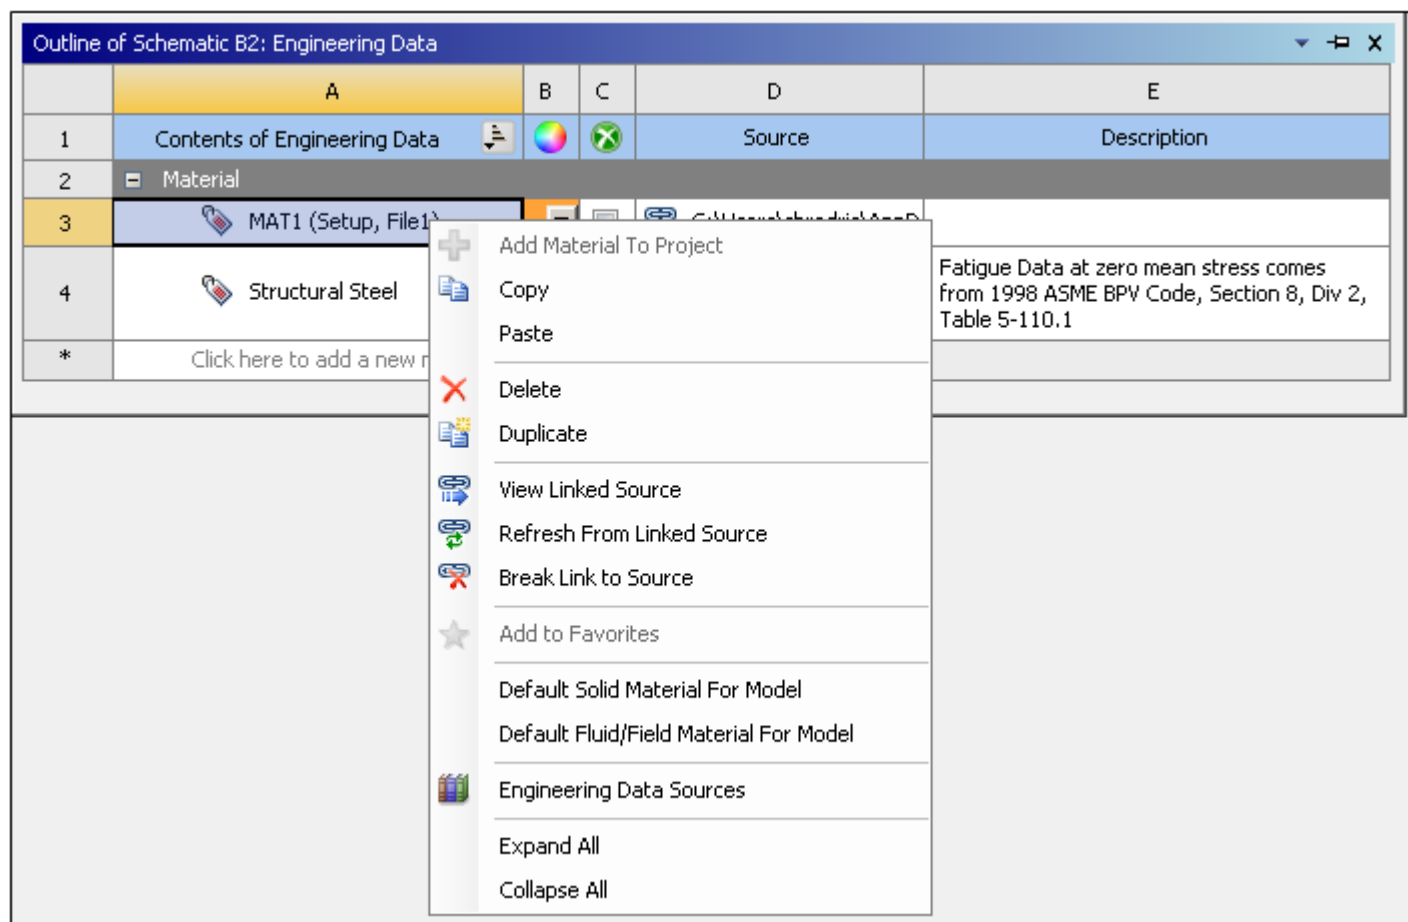 Outline of Schematic B2: Engineering Data
A B C D E
1 Contents of Engineering Data Source Description
2 Material
3 MAT1 (Setup, File1)
4 Structural Steel
Fatigue Data at zero mean stress comes
from 1998 ASME BPV Code, Section 8, Div 2,
Table 5-110.1
* Click here to add a new
Add Material To Project
Copy
Paste
Delete
Duplicate
View Linked Source
Refresh From Linked Source
Break Link to Source
Add to Favorites
Default Solid Material For Model
Default Fluid/Field Material For Model
Engineering Data Sources
Expand All
Collapse All